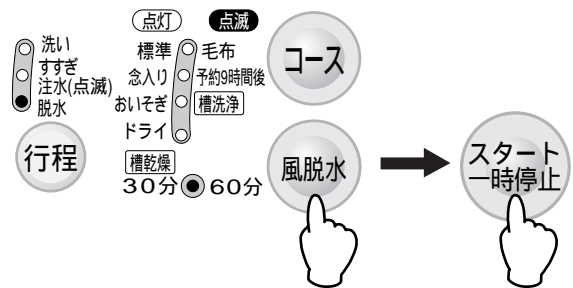 点灯 点滅
洗い
すすぎ
注水(点滅)
脱水
行程
標準 毛布
念入り 予約9時間後
おいそぎ 槽洗浄
ドライ
槽乾燥
30分 60分
コース
風脱水
スタート
一時停止